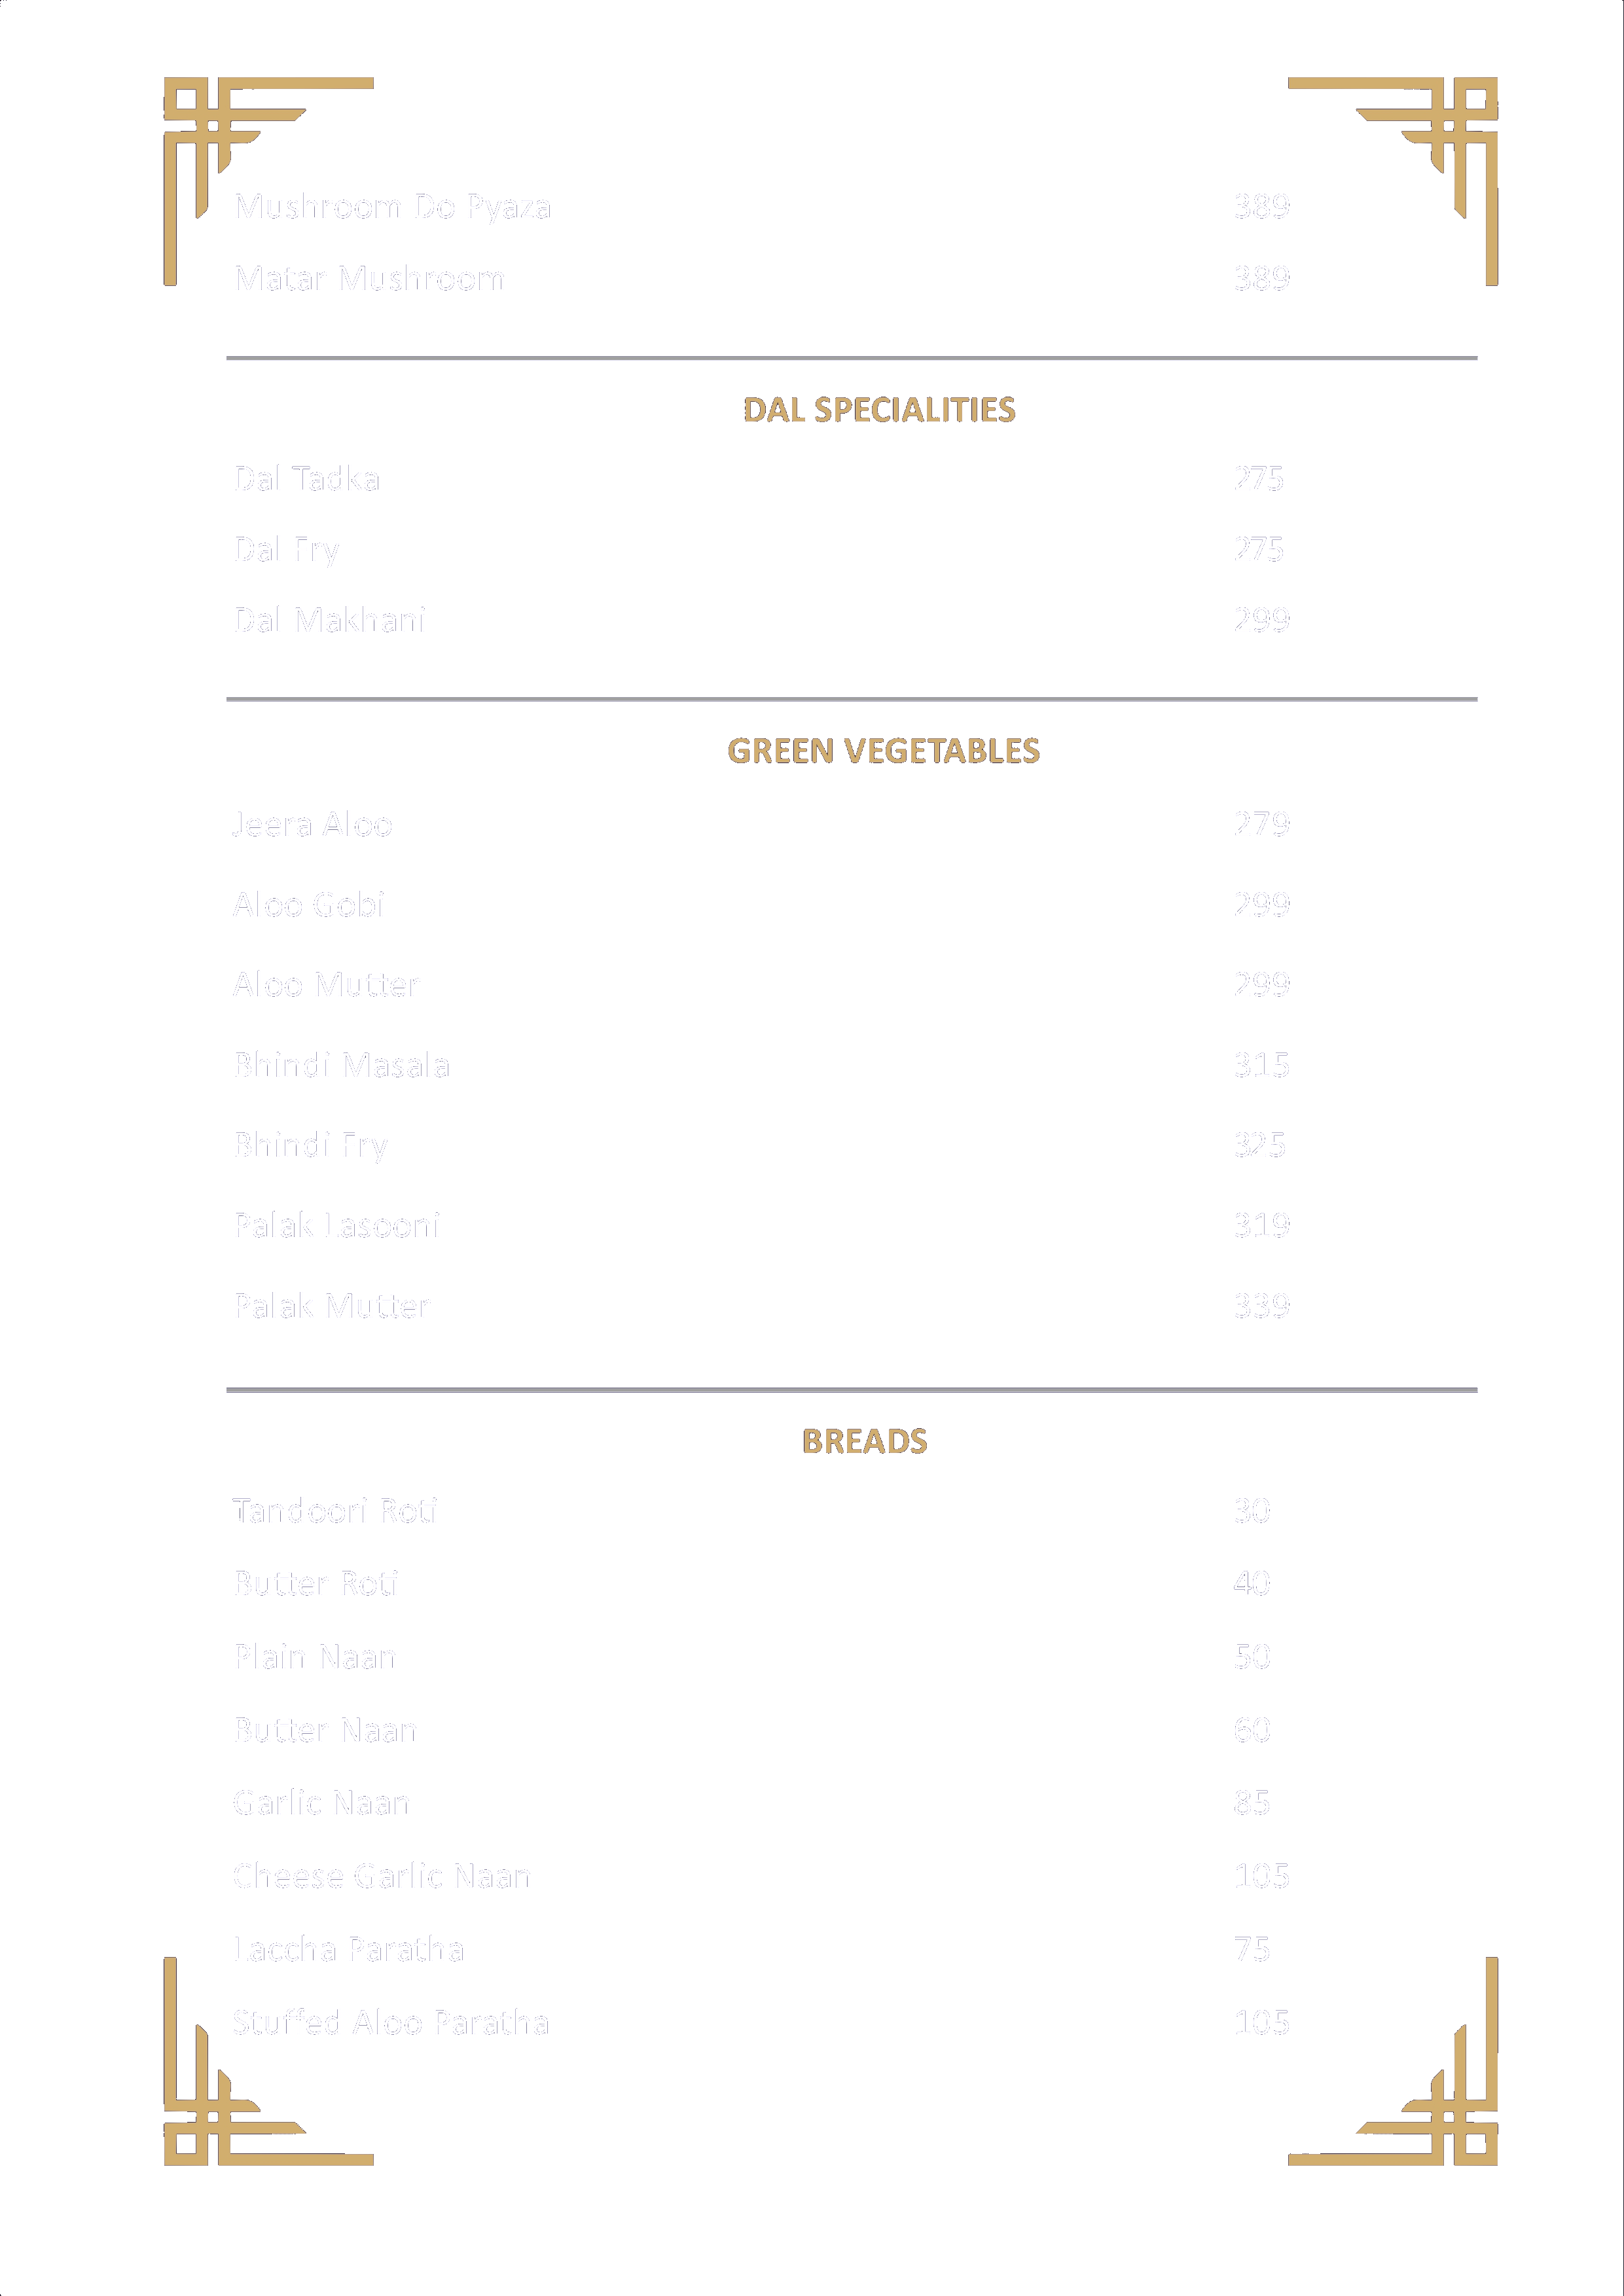 Mushroom Do Pyaza 389
Matar Mushroom 389
DAL SPECIALITIES
Dal Tadka 275
Dal Fry 275
Dal Makhani 299
GREEN VEGETABLES
Jeera Aloo 279
Aloo Gobi 299
Aloo Mutter 299
Bhindi Masala 315
Bhindi Fry 325
Palak Lasooni 319
Palak Mutter 339
BREADS
Tandoori Roti 30
Butter Roti 40
Plain Naan 50
Butter Naan 60
Garlic Naan 85
Cheese Garlic Naan 105
Laccha Paratha 75
Stuffed Aloo Paratha 105